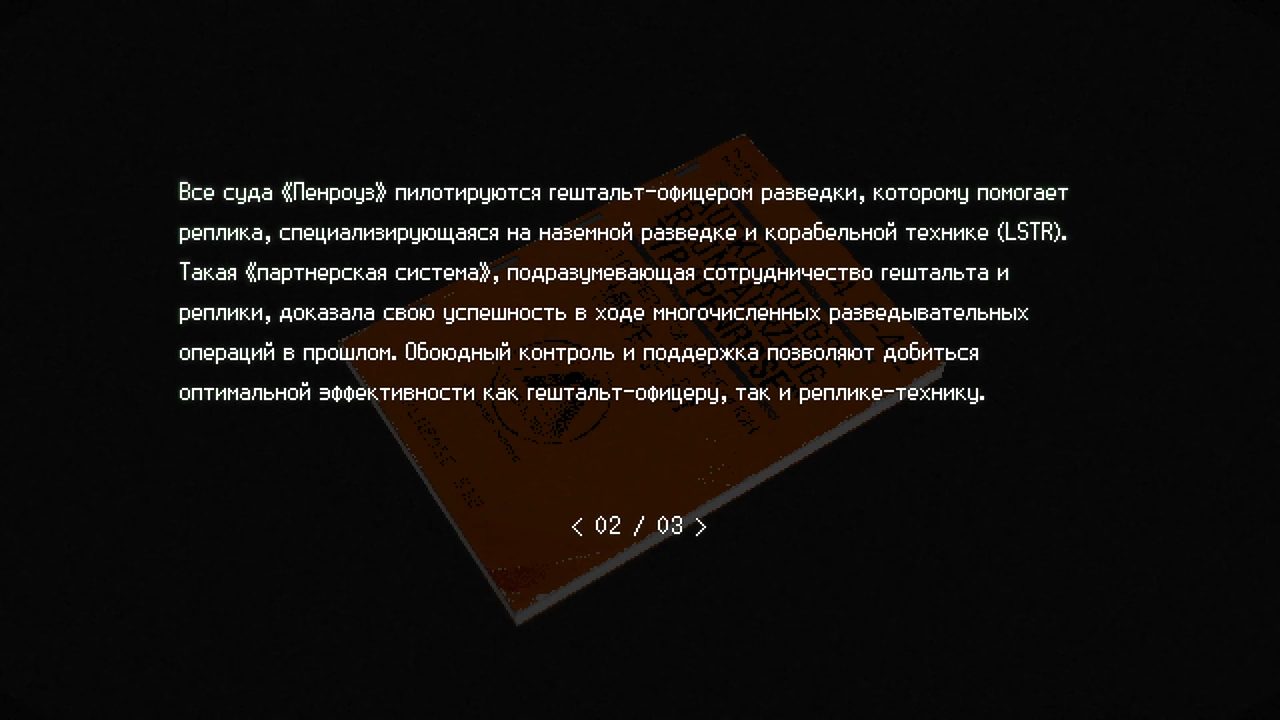 Все суда 《Пенроуз》 пилотируются гештальт-офицером разведки, которому помогает
реплика, специализирующаяся на наземной разведке и корабельной технике (LSTR).
Такая 《партнерская система》, подразумевающая сотрудничество гештальта и
реплики, доказала свою успешность в ходе многочисленных разведывательных
операций в прошлом. Обоюдный контроль и поддержка позволяют добиться
оптимальной эффективности как гештальт-офицеру, так и реплике-технику.
< 02 / 03 >